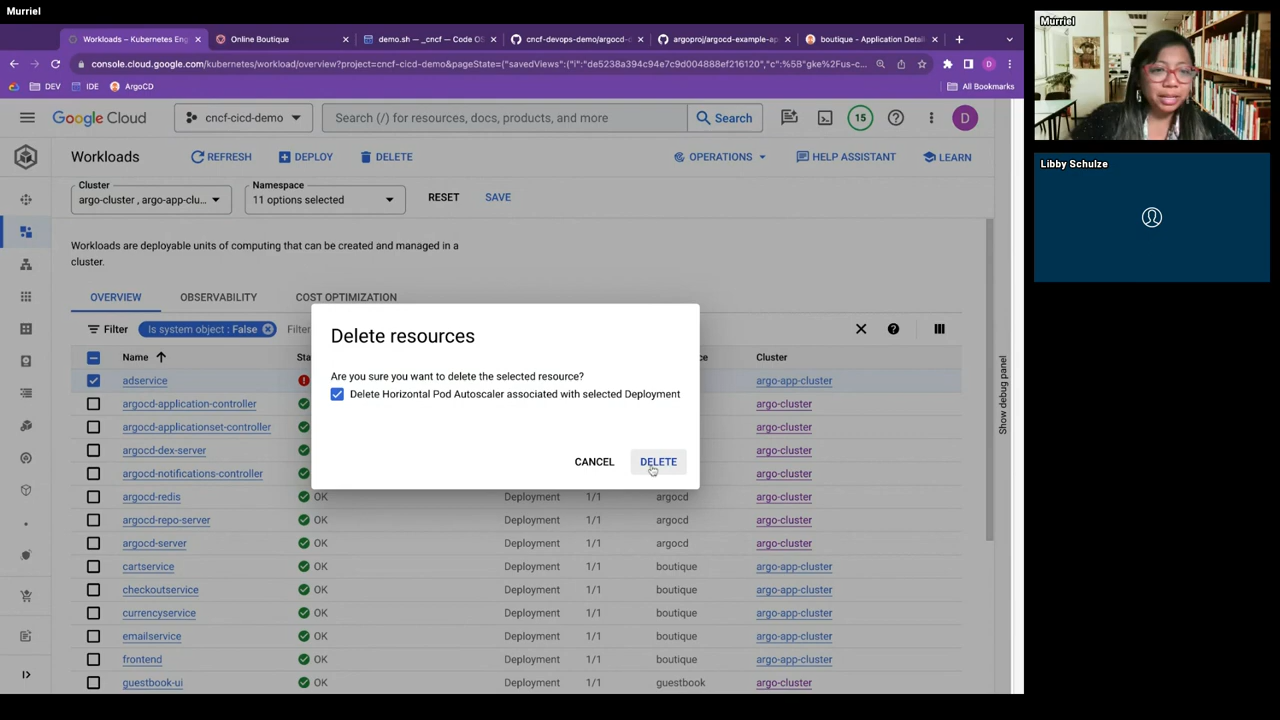 Murriel
Workloads – Kubernetes Eng
Online Boutique
demo.sh — _cncf — Code OS
cncf-devops-demo/argocd-
argoproj/argocd-example-ap
boutique - Application Detai
console.cloud.google.com/kubernetes/workload/overview?project=cncf-cicd-demo&pageState=("savedViews":("i":"de5238a394c94e7c9d004888ef216120","c":%5B"gke%2Fus-c...
D
DEV
IDE
ArgoCD
All Bookmarks
Google Cloud
cncf-cicd-demo
Search (/) for resources, docs, products, and more
Search
15
D
Workloads
REFRESH
DEPLOY
DELETE
OPERATIONS
HELP ASSISTANT
LEARN
Cluster
argo-cluster , argo-app-clu...
Namespace
11 options selected
RESET
SAVE
Workloads are deployable units of computing that can be created and managed in a
cluster.
OVERVIEW
OBSERVABILITY
COST OPTIMIZATION
Filter
Is system object : False
Filter
Name
Sta
ce
Cluster
adservice
argo-app-cluster
argocd-application-controller
argo-cluster
argocd-applicationset-controller
argo-cluster
argocd-dex-server
argo-cluster
argocd-notifications-controller
argo-cluster
argocd-redis OK Deployment 1/1 argocd argo-cluster
argocd-repo-server OK Deployment 1/1 argocd argo-cluster
argocd-server OK Deployment 1/1 argocd argo-cluster
cartservice OK Deployment 1/1 boutique argo-app-cluster
checkoutservice OK Deployment 1/1 boutique argo-app-cluster
currencyservice OK Deployment 1/1 boutique argo-app-cluster
emailservice OK Deployment 1/1 boutique argo-app-cluster
frontend OK Deployment 1/1 boutique argo-app-cluster
guestbook-ui OK Deployment 1/1 guestbook argo-cluster
Delete resources
Are you sure you want to delete the selected resource?
Delete Horizontal Pod Autoscaler associated with selected Deployment
CANCEL
DELETE
Show debug panel
Murriel
Libby Schulze